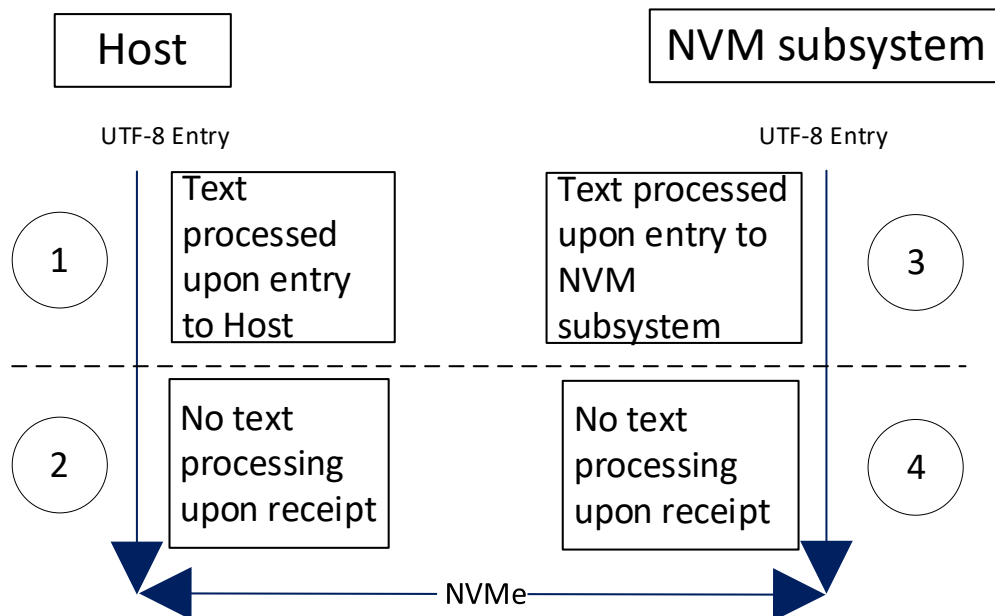 Host
NVM subsystem
UTF-8 Entry
UTF-8 Entry
1
Text
processed
upon entry
to Host
Text processed
upon entry to
NVM
subsystem
3
2
No text
processing
upon receipt
No text
processing
upon receipt
4
NVMe